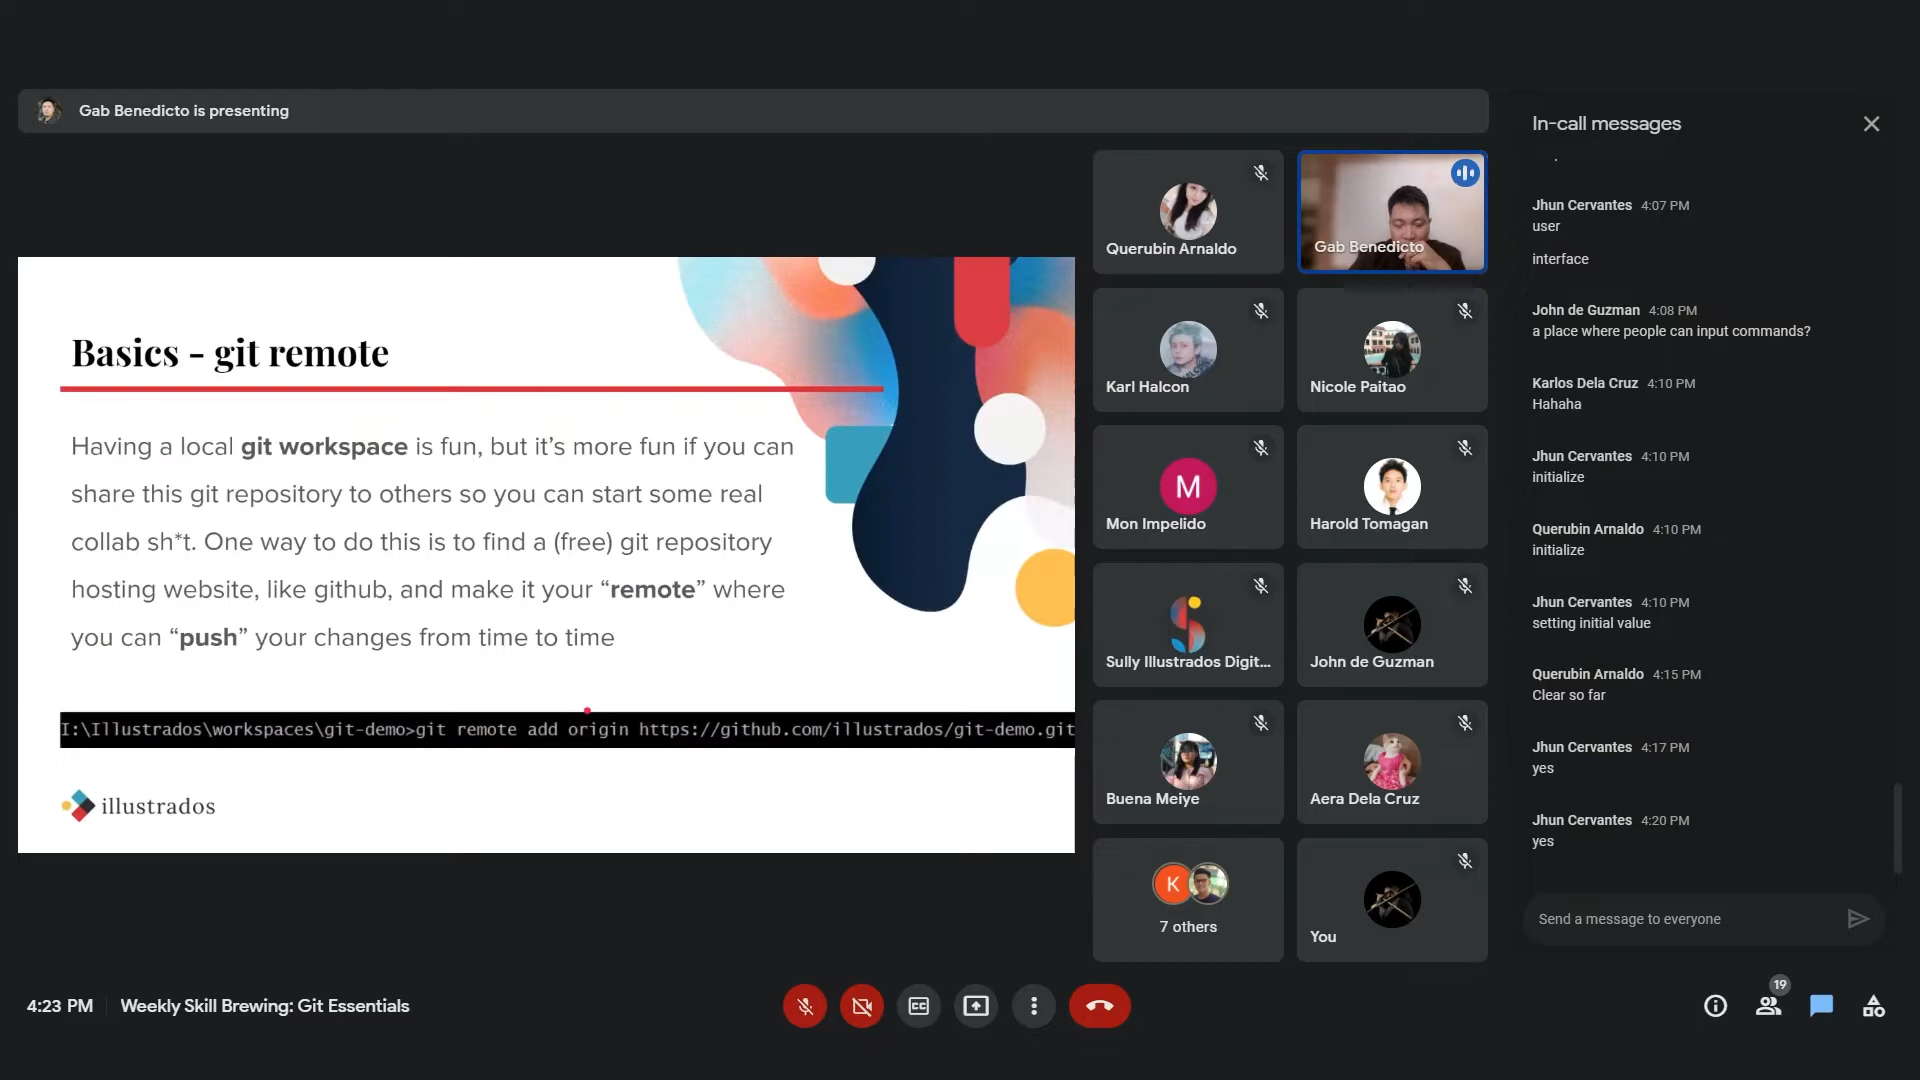 Gab Benedicto is presenting
Basics - git remote
Having a local git workspace is fun, but it’s more fun if you can
share this git repository to others so you can start some real
collab sh*t. One way to do this is to find a (free) git repository
hosting website, like github, and make it your “remote” where
you can “push” your changes from time to time
I:\Illustrados\workspaces\git-demo>git remote add origin https://github.com/illustrados/git-demo.git
illustrados
Querubin Arnaldo
Gab Benedicto
Karl Halcon
Nicole Paitao
M
Mon Impelido
Harold Tomagan
Sully Illustrados Digit...
John de Guzman
Buena Meiye
Aera Dela Cruz
K
7 others
You
In-call messages
Jhun Cervantes 4:07 PM
user
interface
John de Guzman 4:08 PM
a place where people can input commands?
Karlos Dela Cruz 4:10 PM
Hahaha
Jhun Cervantes 4:10 PM
initialize
Querubin Arnaldo 4:10 PM
initialize
Jhun Cervantes 4:10 PM
setting initial value
Querubin Arnaldo 4:15 PM
Clear so far
Jhun Cervantes 4:17 PM
yes
Jhun Cervantes 4:20 PM
yes
Send a message to everyone
4:23 PM
Weekly Skill Brewing: Git Essentials
CC
19